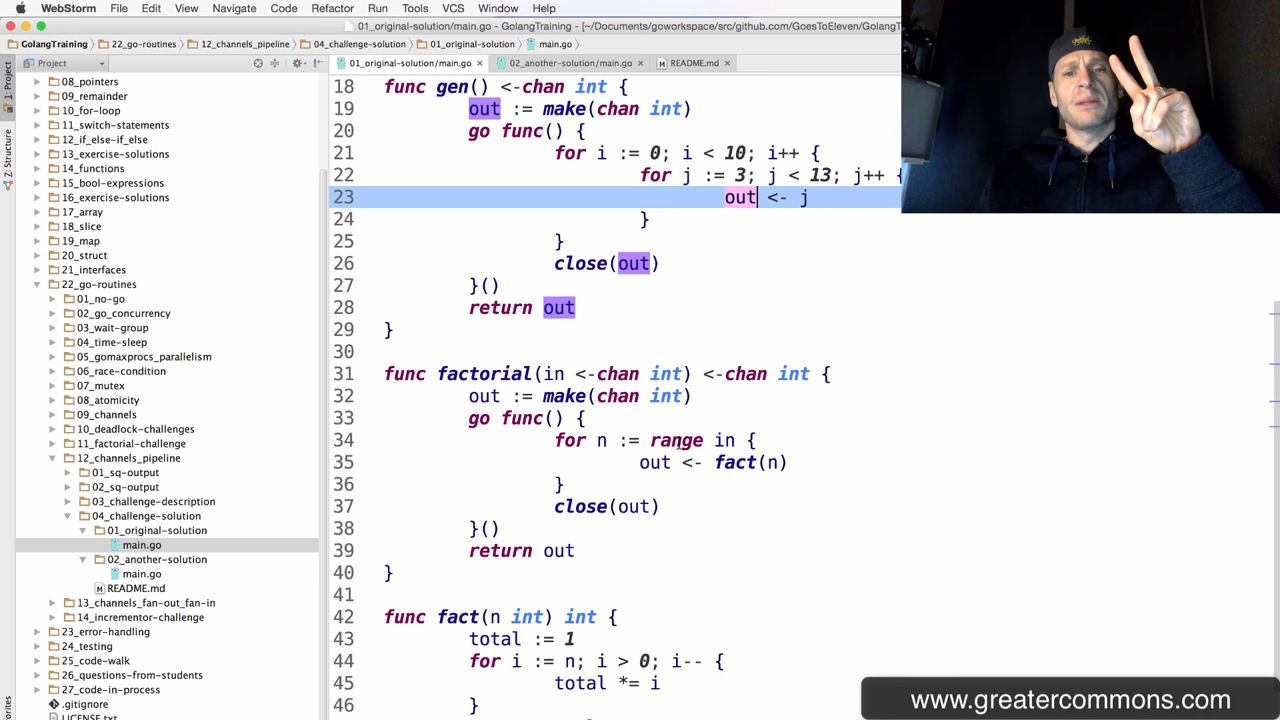 WebStorm File Edit View Navigate Code Refactor Run Tools VCS Window Help
01_original-solution/main.go - GolangTraining - [~/Documents/goworkspace/src/github.com/GoesToEleven/GolangT
GolangTraining 22_go-routines 12_channels_pipeline 04_challenge-solution 01_original-solution main.go
Project
01_original-solution/main.go × 02_another-solution/main.go × README.md ×
1: Project
7: Structure
08_pointers
09_remainder
10_for-loop
11_switch-statements
12_if_else-if_else
13_exercise-solutions
14_functions
15_bool-expressions
16_exercise-solutions
17_array
18_slice
19_map
20_struct
21_interfaces
22_go-routines
01_no-go
02_go_concurrency
03_wait-group
04_time-sleep
05_gomaxprocs_parallelism
06_race-condition
07_mutex
08_atomicity
09_channels
10_deadlock-challenges
11_factorial-challenge
12_channels_pipeline
01_sq-output
02_sq-output
03_challenge-description
04_challenge-solution
01_original-solution
main.go
02_another-solution
main.go
README.md
13_channels_fan-out_fan-in
14_incrementor-challenge
23_error-handling
24_testing
25_code-walk
26_questions-from-students
27_code-in-process
.gitignore
LICENSE.txt
18 func gen() <-chan int {
19 out := make(chan int)
20 go func() {
21 for i := 0; i < 10; i++ {
22 for j := 3; j < 13; j++ {
23 out <- j
24 }
25 }
26 close(out)
27 }()
28 return out
29 }
30
31 func factorial(in <-chan int) <-chan int {
32 out := make(chan int)
33 go func() {
34 for n := range in {
35 out <- fact(n)
36 }
37 close(out)
38 }()
39 return out
40 }
41
42 func fact(n int) int {
43 total := 1
44 for i := n; i > 0; i-- {
45 total *= i
46 }
www.greatercommons.com